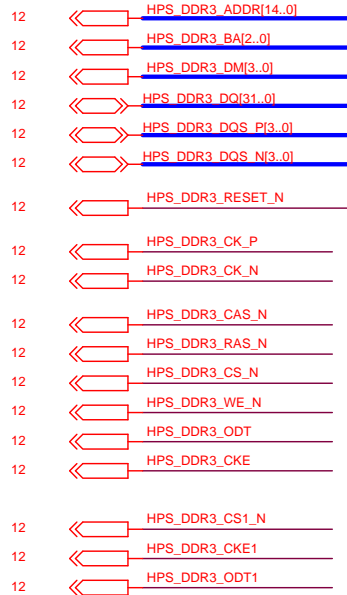 12 HPS_DDR3_ADDR[14..0]
12 HPS_DDR3_BA[2..0]
12 HPS_DDR3_DM[3..0]
12 HPS_DDR3_DQ[31..0]
12 HPS_DDR3_DQS_P[3..0]
12 HPS_DDR3_DQS_N[3..0]
12 HPS_DDR3_RESET_N
12 HPS_DDR3_CK_P
12 HPS_DDR3_CK_N
12 HPS_DDR3_CAS_N
12 HPS_DDR3_RAS_N
12 HPS_DDR3_CS_N
12 HPS_DDR3_WE_N
12 HPS_DDR3_ODT
12 HPS_DDR3_CKE
12 HPS_DDR3_CS1_N
12 HPS_DDR3_CKE1
12 HPS_DDR3_ODT1